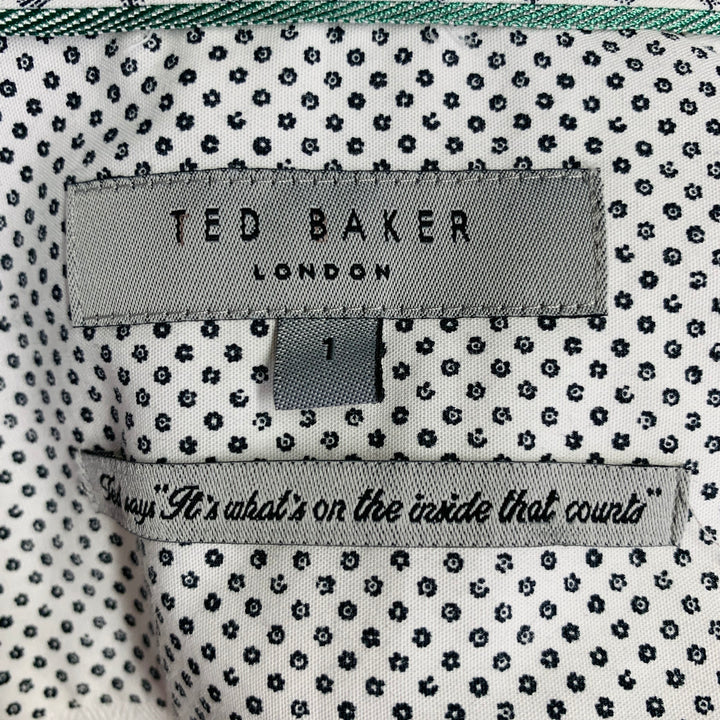 TED BAKER
LONDON
1
Ted says "It's what's on the inside that counts"